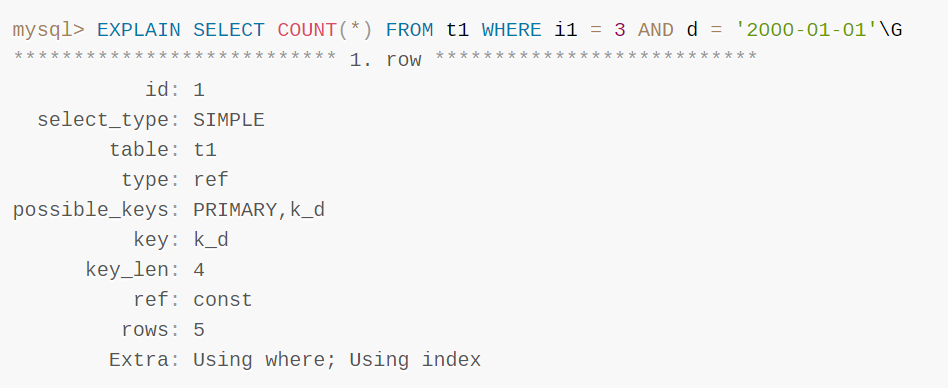 mysql> EXPLAIN SELECT COUNT(*) FROM t1 WHERE i1 = 3 AND d = '2000-01-01'\G
*************************** 1. row ***************************
id: 1
select_type: SIMPLE
table: t1
type: ref
possible_keys: PRIMARY,k_d
key: k_d
key_len: 4
ref: const
rows: 5
Extra: Using where; Using index